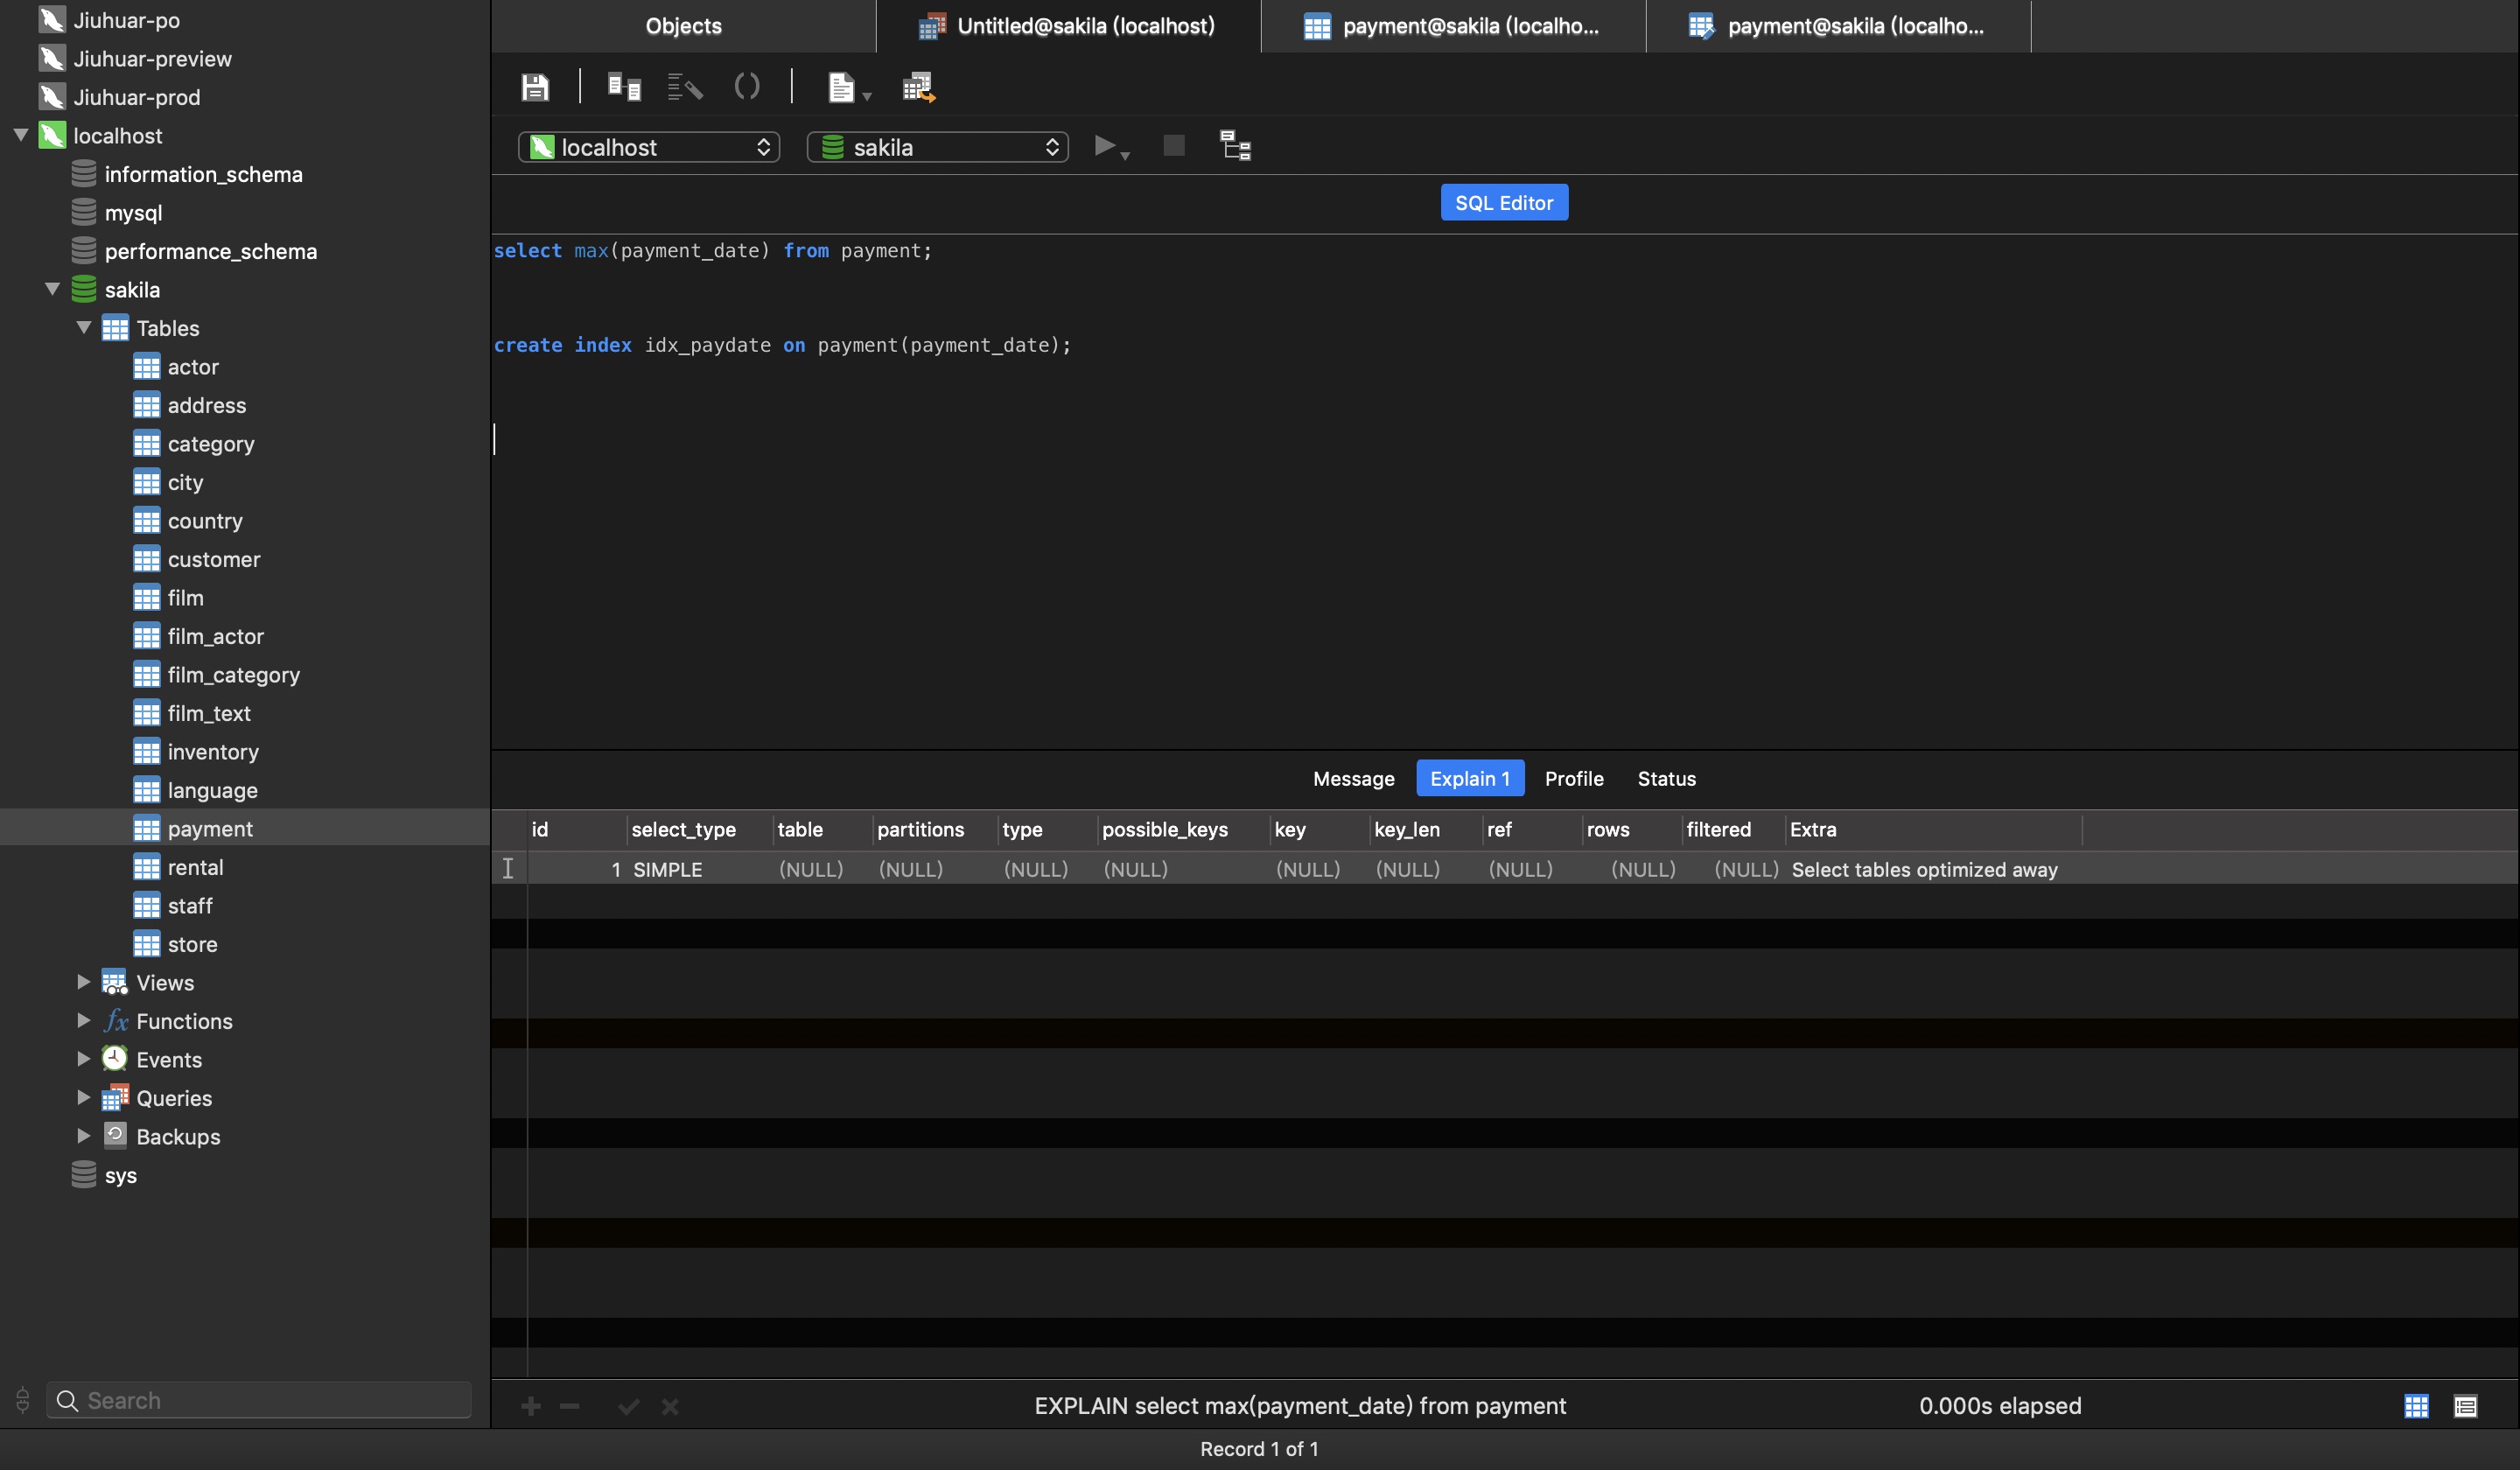 Jiuhuar-po
Jiuhuar-preview
Jiuhuar-prod
localhost
information_schema
mysql
performance_schema
sakila
Tables
actor
address
category
city
country
customer
film
film_actor
film_category
film_text
inventory
language
payment
rental
staff
store
Views
fx Functions
Events
Queries
Backups
sys
Search
Objects Untitled@sakila (localhost) payment@sakila (localho... payment@sakila (localho...
localhost sakila
SQL Editor
select max(payment_date) from payment;
create index idx_paydate on payment(payment_date);
Message Explain 1 Profile Status
id select_type table partitions type possible_keys key key_len ref rows filtered Extra
1 SIMPLE (NULL) (NULL) (NULL) (NULL) (NULL) (NULL) (NULL) (NULL) (NULL) Select tables optimized away
EXPLAIN select max(payment_date) from payment 0.000s elapsed
Record 1 of 1